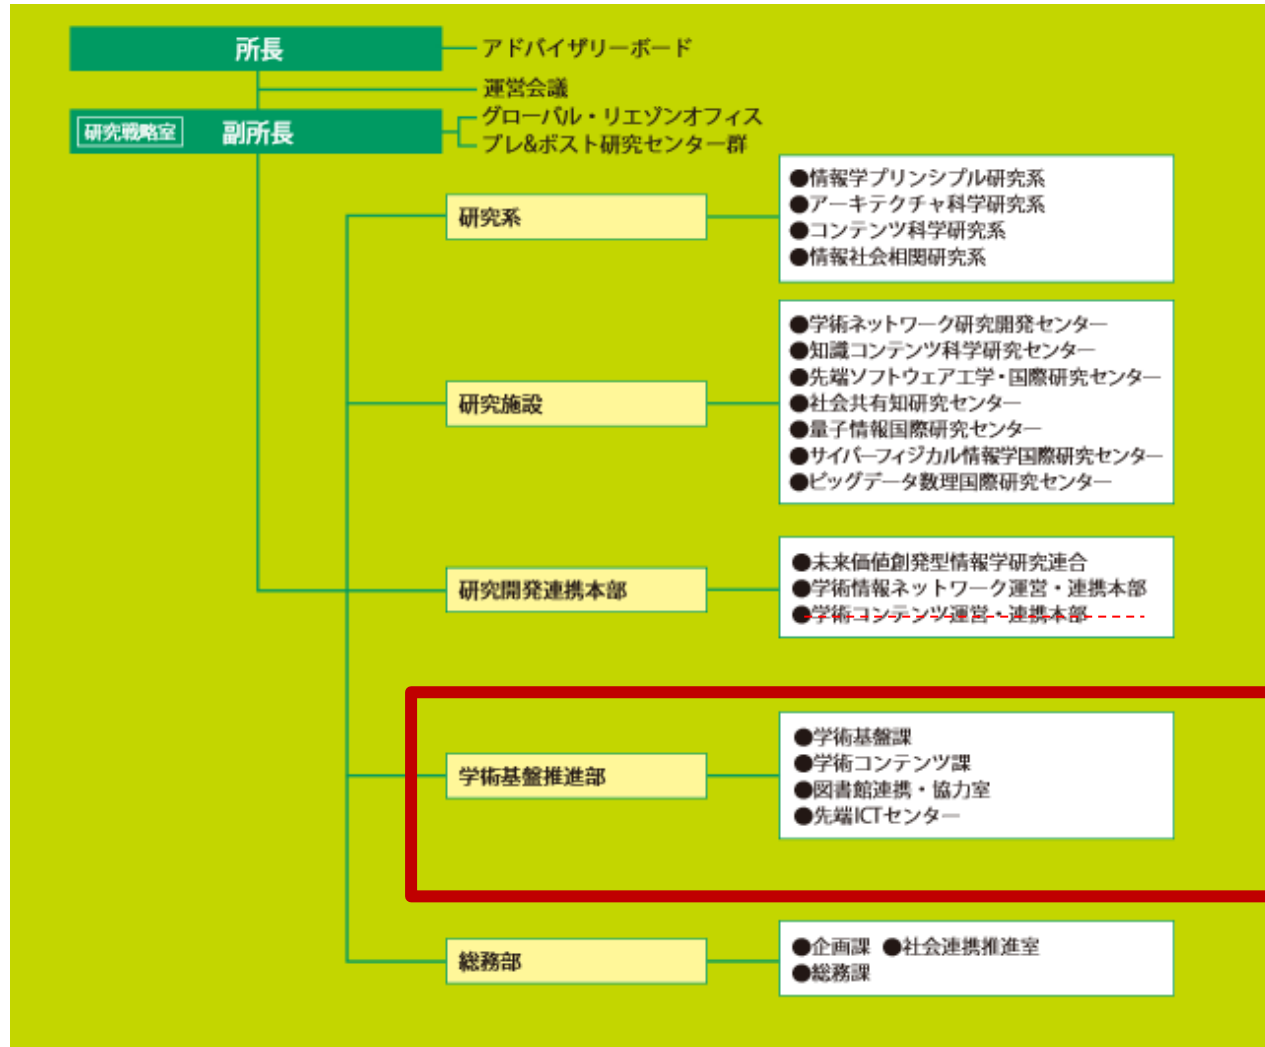 所長
アドバイザリーボード
運営会議
研究戦略室 副所長
グローバル・リエゾンオフィス
プレ&ポスト研究センター群
研究系
●情報学プリンシプル研究系
●アーキテクチャ科学研究系
●コンテンツ科学研究系
●情報社会相関研究系
研究施設
●学術ネットワーク研究開発センター
●知識コンテンツ科学研究センター
●先端ソフトウェア工学・国際研究センター
●社会共有知研究センター
●量子情報国際研究センター
●サイバーフィジカル情報学国際研究センター
●ビッグデータ数理国際研究センター
研究開発連携本部
●未来価値創発型情報学研究連合
●学術情報ネットワーク運営・連携本部
●学術コンテンツ運営・連携本部
学術基盤推進部
●学術基盤課
●学術コンテンツ課
●図書館連携・協力室
●先端ICTセンター
総務部
●企画課 ●社会連携推進室
●総務課